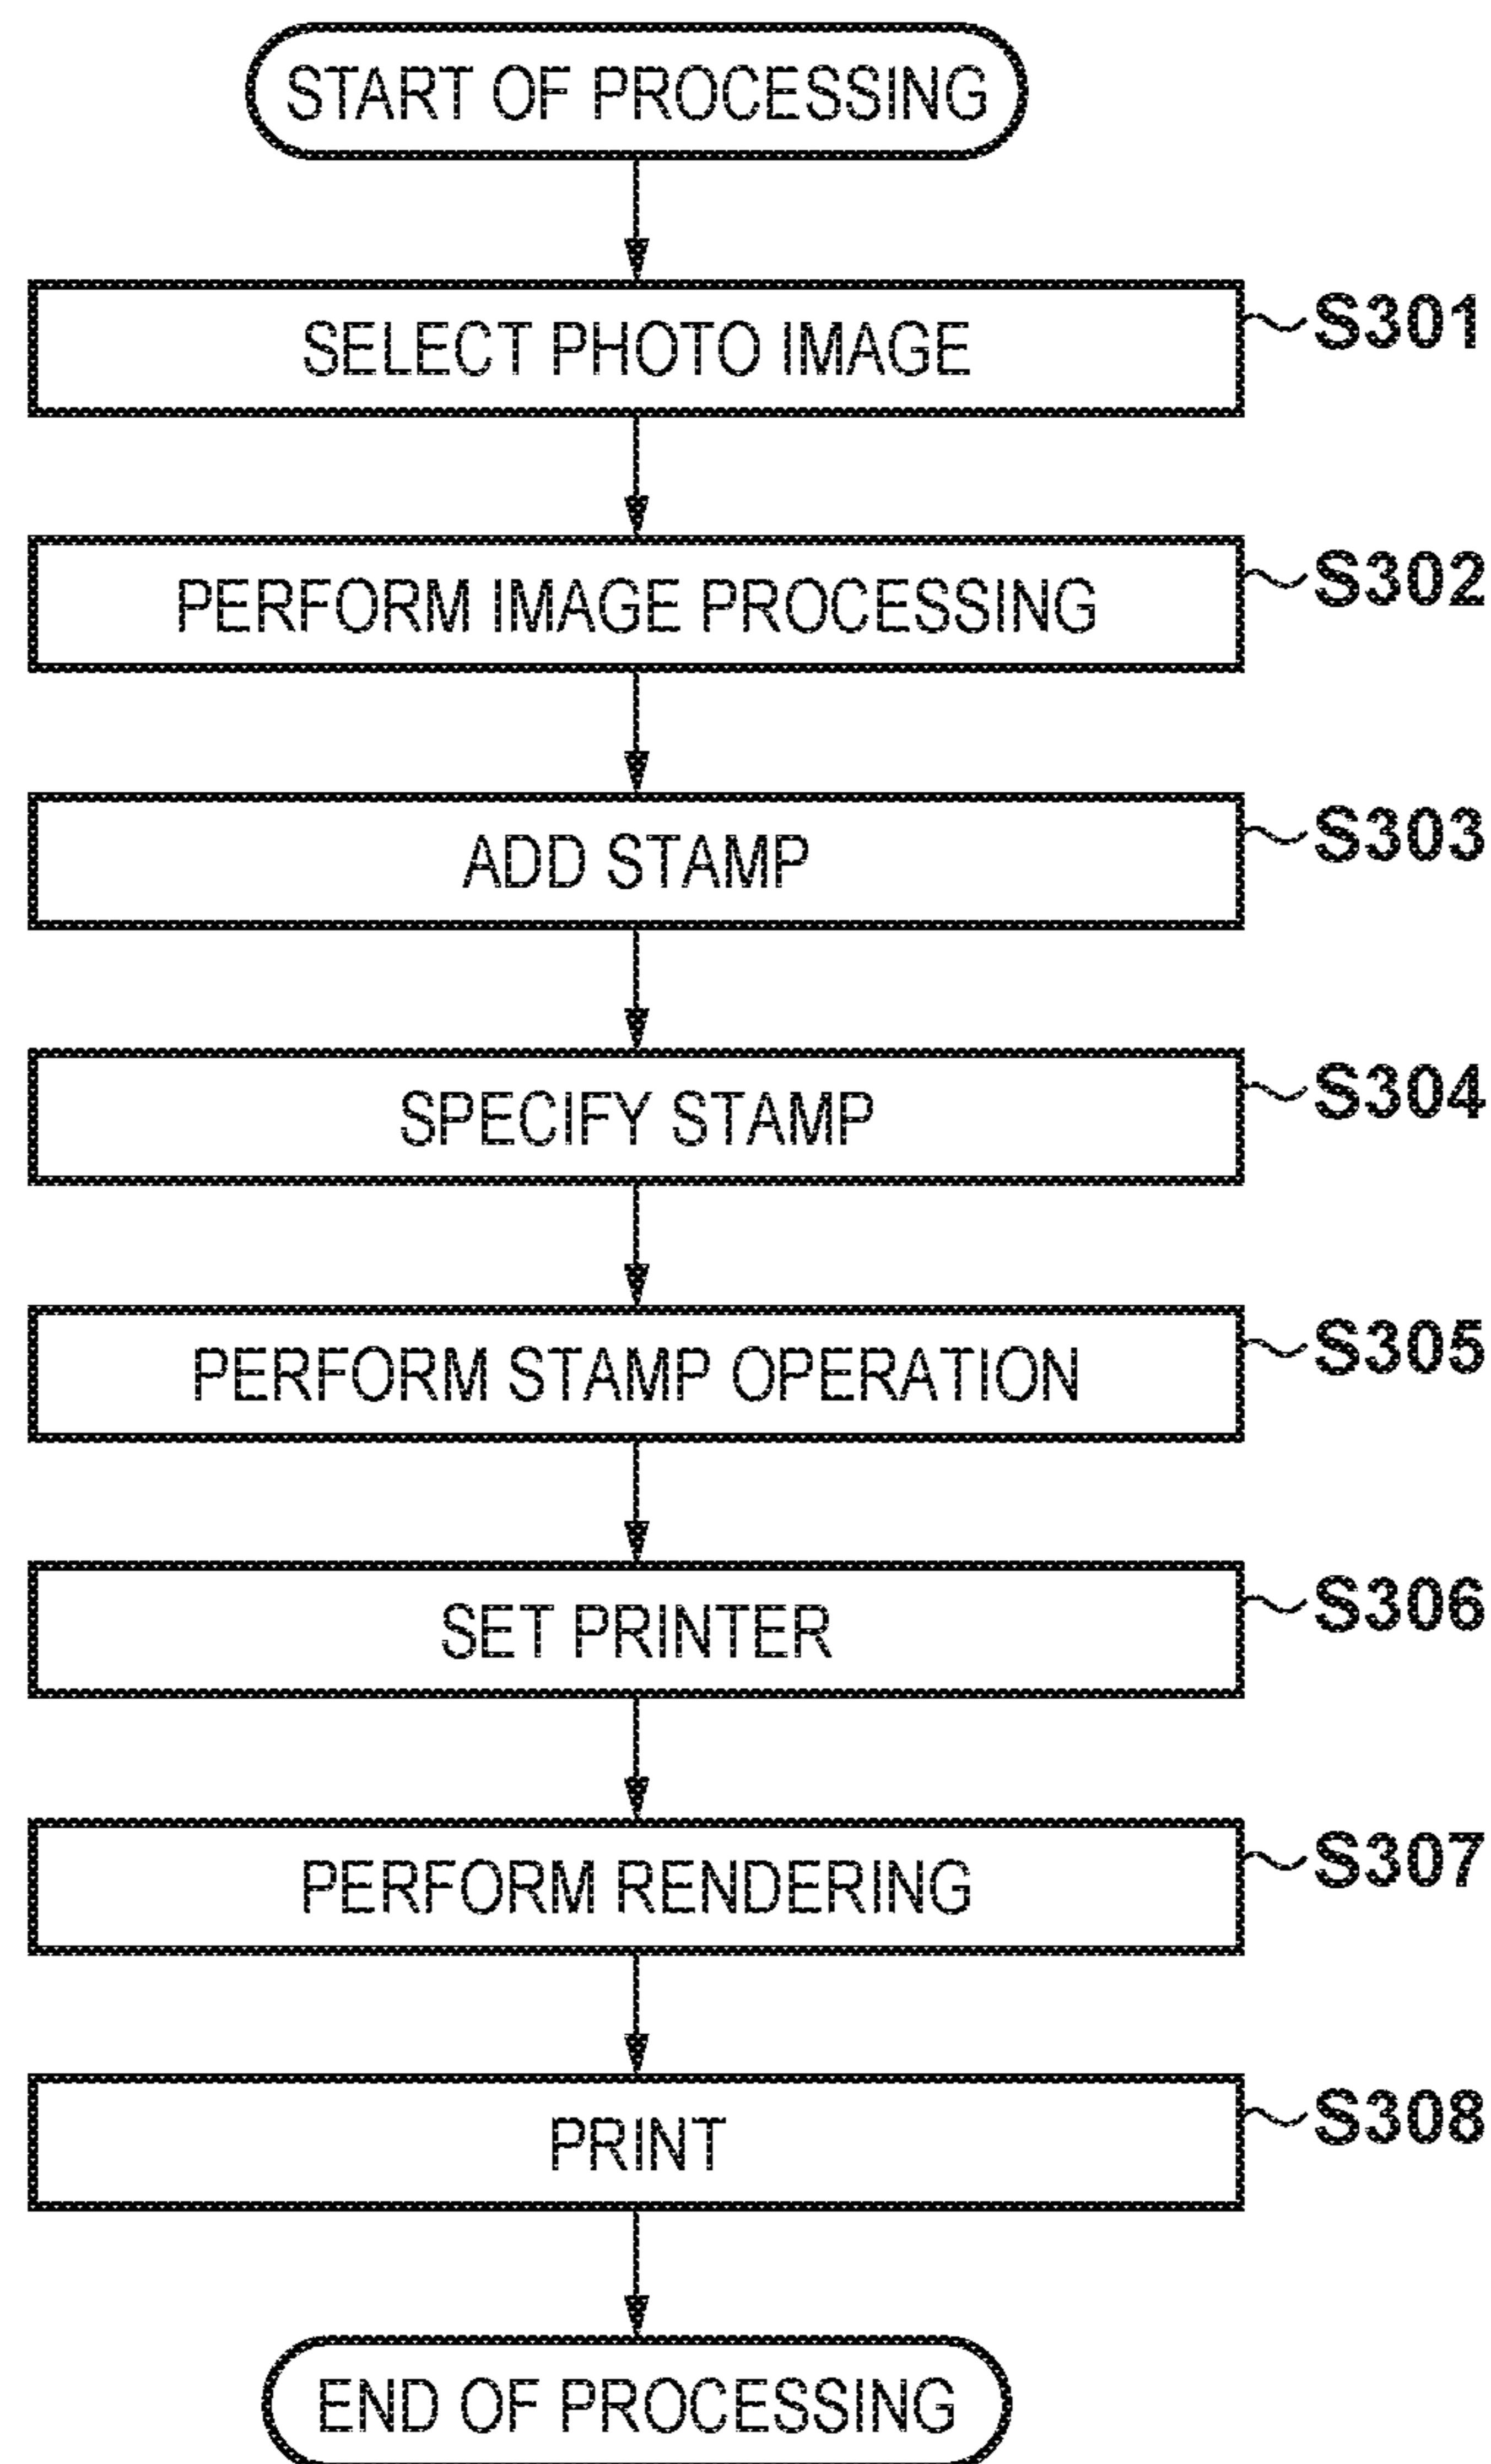 START OF PROCESSING
SELECT PHOTO IMAGE S301
PERFORM IMAGE PROCESSING S302
ADD STAMP S303
SPECIFY STAMP S304
PERFORM STAMP OPERATION S305
SET PRINTER S306
PERFORM RENDERING S307
PRINT S308
END OF PROCESSING